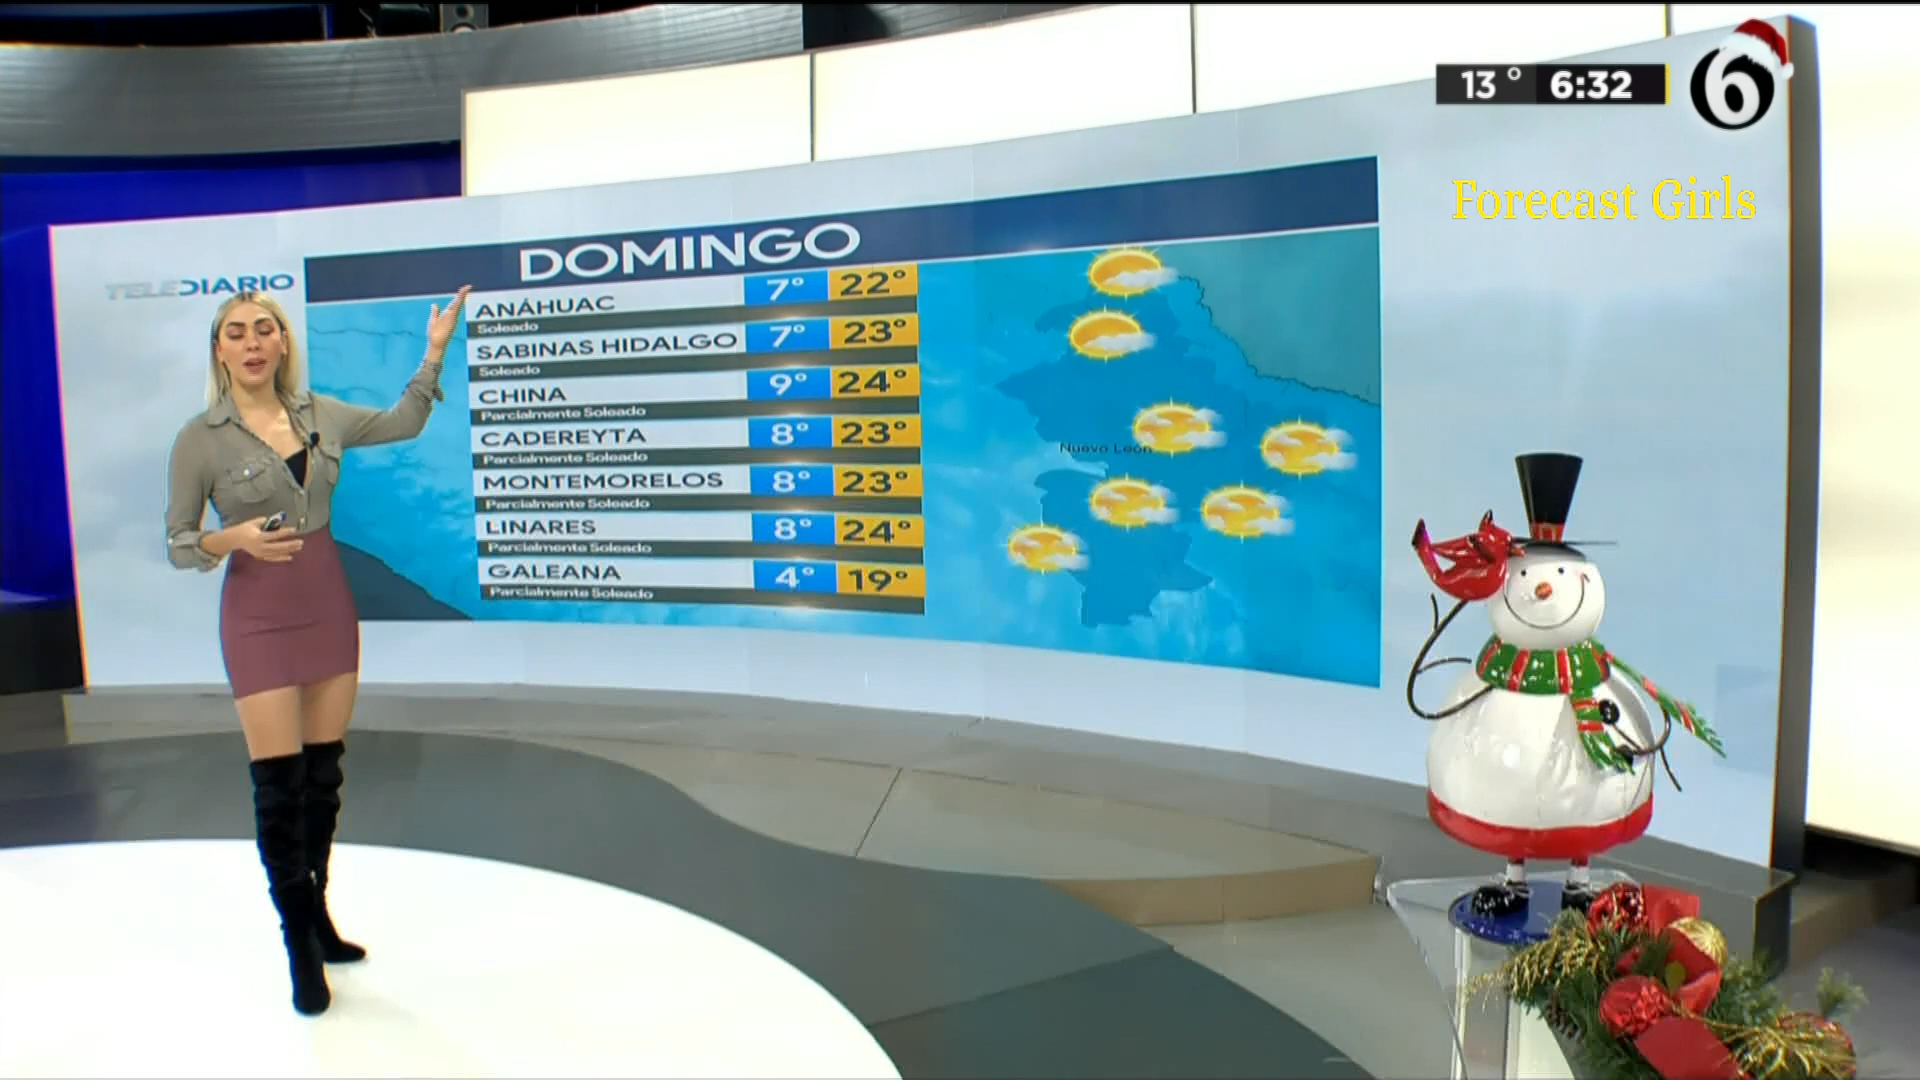 13° 6:32 6
Forecast Girls
TELEDIARIO
DOMINGO
ANÁHUAC 7° 22°
Soleado
SABINAS HIDALGO 7° 23°
Soleado
CHINA 9° 24°
Parcialmente Soleado
CADEREYTA 8° 23°
Parcialmente Soleado
MONTEMORELOS 8° 23°
Parcialmente Soleado
LINARES 8° 24°
Parcialmente Soleado
GALEANA 4° 19°
Parcialmente Soleado
Nuevo León